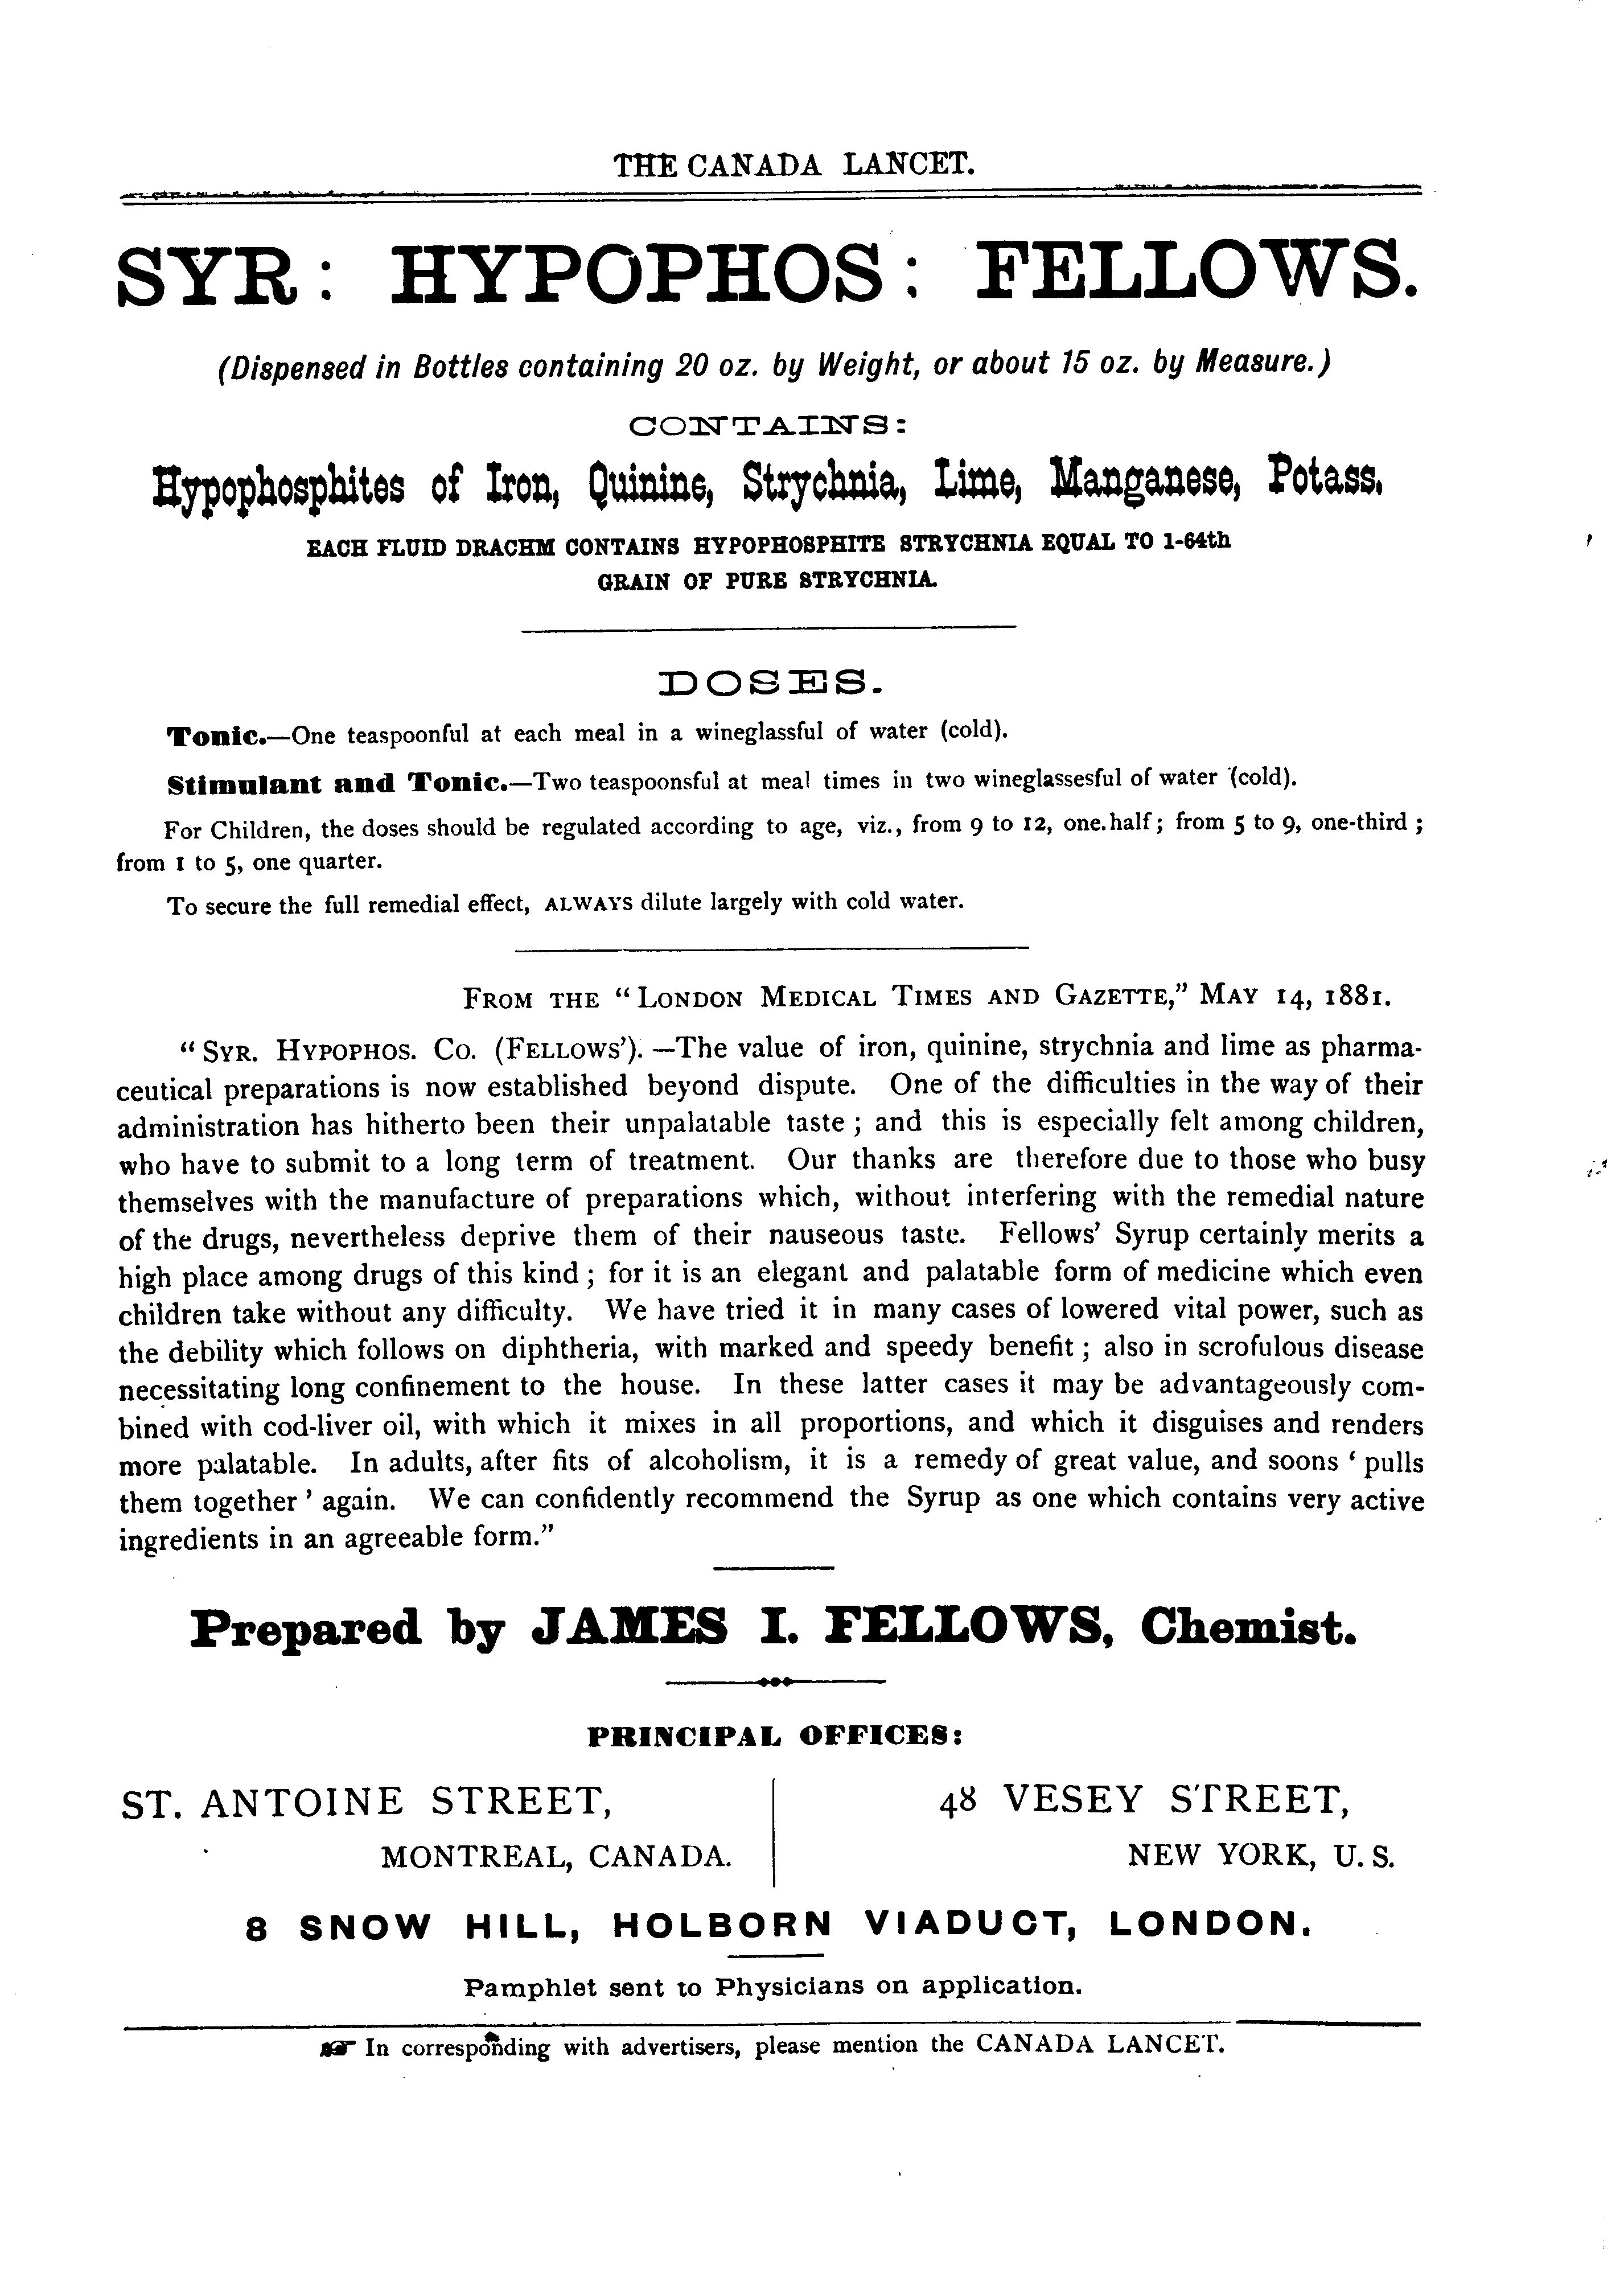 THE CANADA LANCET.
SYR: HYPOPHOS: FELLOWS.
(Dispensed in Bottles containing 20 oz. by Weight, or about 15 oz. by Measure.)
CONTAINS:
Hypophosphites of Iron, Quinine, Strychnia, Lime, Manganese, Potass.
EACH FLUID DRACHM CONTAINS HYPOPHOSPHITE STRYCHNIA EQUAL TO 1-64th
GRAIN OF PURE STRYCHNIA.
DOSES.
Tonic.—One teaspoonful at each meal in a wineglassful of water (cold).
Stimulant and Tonic.—Two teaspoonsful at meal times in two wineglassesful of water (cold).
For Children, the doses should be regulated according to age, viz., from 9 to 12, one.half; from 5 to 9, one-third;
from 1 to 5, one quarter.
To secure the full remedial effect, ALWAYS dilute largely with cold water.
FROM THE "LONDON MEDICAL TIMES AND GAZETTE," MAY 14, 1881.
"SYR. HYPOPHOS. CO. (FELLOWS'). —The value of iron, quinine, strychnia and lime as pharma-
ceutical preparations is now established beyond dispute. One of the difficulties in the way of their
administration has hitherto been their unpalatable taste; and this is especially felt among children,
who have to submit to a long term of treatment. Our thanks are therefore due to those who busy
themselves with the manufacture of preparations which, without interfering with the remedial nature
of the drugs, nevertheless deprive them of their nauseous taste. Fellows' Syrup certainly merits a
high place among drugs of this kind; for it is an elegant and palatable form of medicine which even
children take without any difficulty. We have tried it in many cases of lowered vital power, such as
the debility which follows on diphtheria, with marked and speedy benefit; also in scrofulous disease
necessitating long confinement to the house. In these latter cases it may be advantageously com-
bined with cod-liver oil, with which it mixes in all proportions, and which it disguises and renders
more palatable. In adults, after fits of alcoholism, it is a remedy of great value, and soons 'pulls
them together' again. We can confidently recommend the Syrup as one which contains very active
ingredients in an agreeable form."
Prepared by JAMES I. FELLOWS, Chemist.
PRINCIPAL OFFICES:
ST. ANTOINE STREET,
MONTREAL, CANADA.
48 VESEY STREET,
NEW YORK, U. S.
8 SNOW HILL, HOLBORN VIADUCT, LONDON.
Pamphlet sent to Physicians on application.
☞ In corresponding with advertisers, please mention the CANADA LANCET.